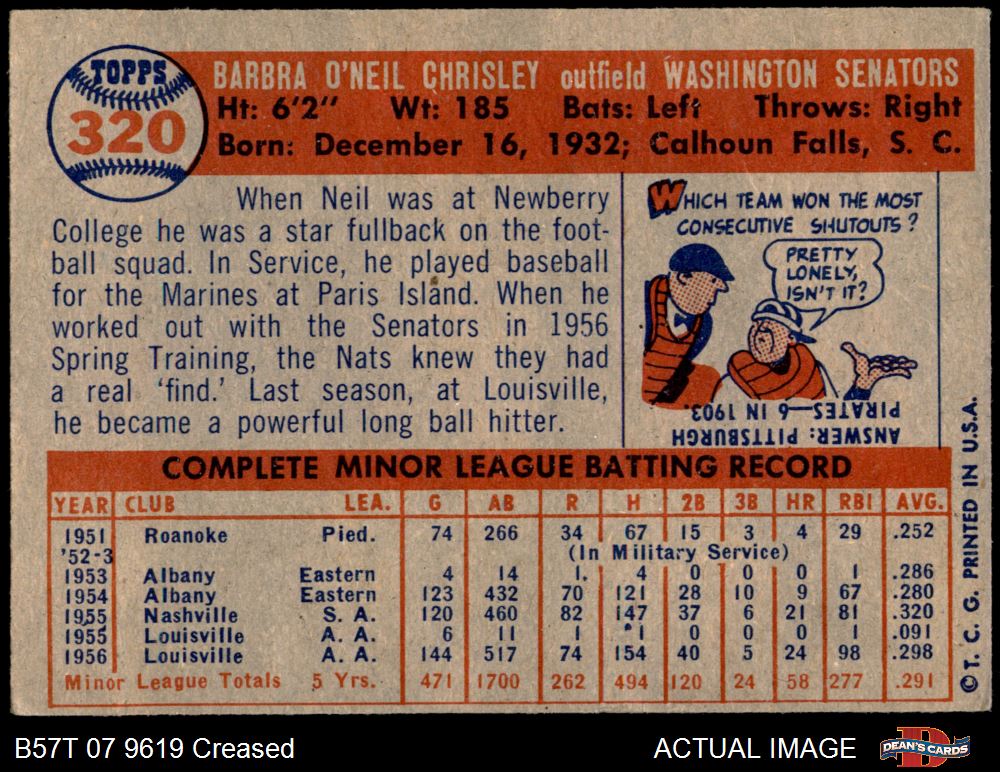 TOPPS
320
BARBRA O'NEIL CHRISLEY outfield WASHINGTON SENATORS
Ht: 6'2" Wt: 185 Bats: Left Throws: Right
Born: December 16, 1932; Calhoun Falls, S. C.
When Neil was at Newberry
College he was a star fullback on the foot-
ball squad. In Service, he played baseball
for the Marines at Paris Island. When he
worked out with the Senators in 1956
Spring Training, the Nats knew they had
a real 'find.' Last season, at Louisville,
he became a powerful long ball hitter.
WHICH TEAM WON THE MOST
CONSECUTIVE SHUTOUTS?
PRETTY
LONELY,
ISN'T IT?
ANSWER: PITTSBURGH
PIRATES—6 IN 1903.
COMPLETE MINOR LEAGUE BATTING RECORD
YEAR CLUB LEA. G AB R H 2B 3B HR RBI AVG.
1951 Roanoke Pied. 74 266 34 67 15 3 4 29 .252
'52-3 (In Military Service)
1953 Albany Eastern 4 14 1 4 0 0 0 1 .286
1954 Albany Eastern 123 432 70 121 28 10 9 67 .280
1955 Nashville S. A. 120 460 82 147 37 6 21 81 .320
1955 Louisville A. A. 6 11 1 1 0 0 0 1 .091
1956 Louisville A. A. 144 517 74 154 40 5 24 98 .298
Minor League Totals 5 Yrs. 471 1700 262 494 120 24 58 277 .291
©T. C. G. PRINTED IN U.S.A.
B57T 07 9619 Creased
ACTUAL IMAGE
D
DEAN'S CARDS